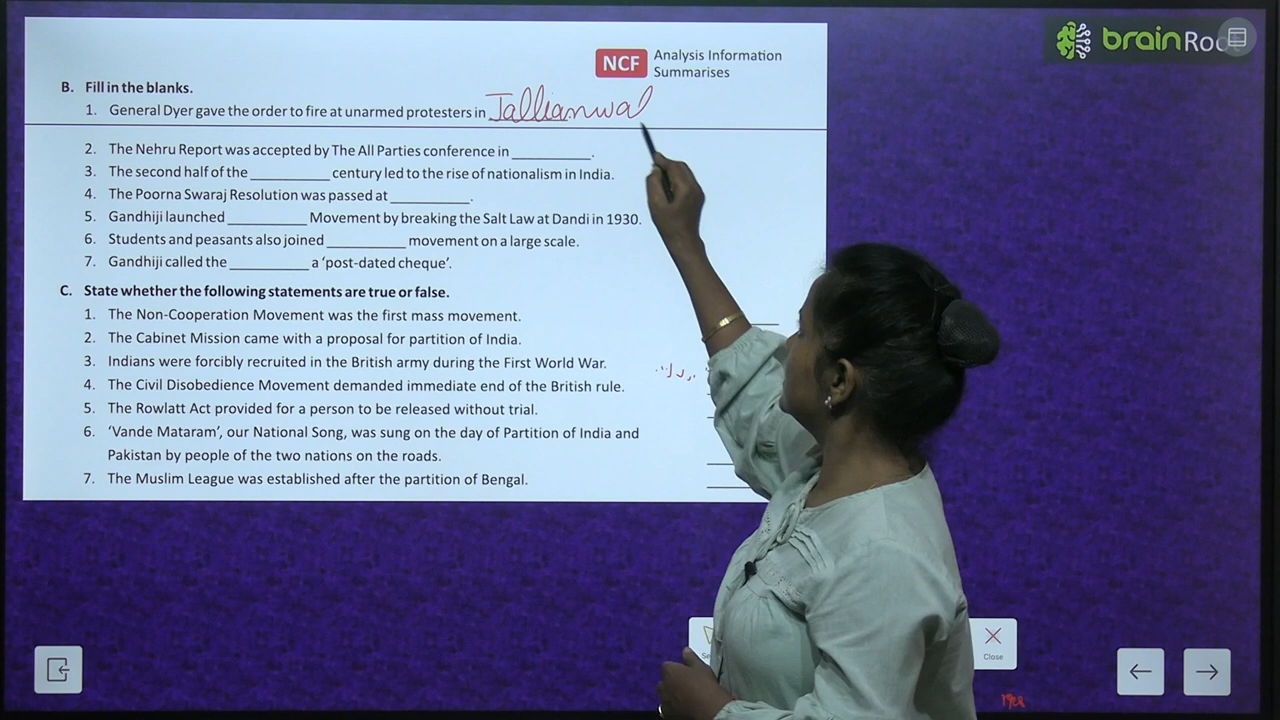 brain Roo
NCF Analysis Information
Summarises
B. Fill in the blanks.
1. General Dyer gave the order to fire at unarmed protesters in Jallianwal
2. The Nehru Report was accepted by The All Parties conference in __________.
3. The second half of the __________ century led to the rise of nationalism in India.
4. The Poorna Swaraj Resolution was passed at __________.
5. Gandhiji launched __________ Movement by breaking the Salt Law at Dandi in 1930.
6. Students and peasants also joined __________ movement on a large scale.
7. Gandhiji called the __________ a ‘post-dated cheque’.
C. State whether the following statements are true or false.
1. The Non-Cooperation Movement was the first mass movement.
2. The Cabinet Mission came with a proposal for partition of India.
3. Indians were forcibly recruited in the British army during the First World War.
4. The Civil Disobedience Movement demanded immediate end of the British rule.
5. The Rowlatt Act provided for a person to be released without trial.
6. ‘Vande Mataram’, our National Song, was sung on the day of Partition of India and
Pakistan by people of the two nations on the roads.
7. The Muslim League was established after the partition of Bengal.
Close